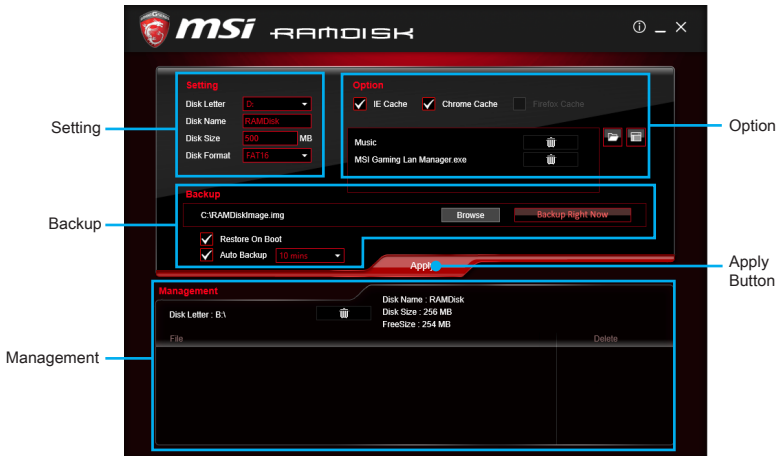 msi RAMDISK
Setting
Option
Disk Letter D:
IE Cache Chrome Cache Firefox Cache
Disk Name RAMDisk
Disk Size 500 MB
Disk Format FAT16
Music
MSI Gaming Lan Manager.exe
Setting
Option
Backup
C:\RAMDiskImage.img Browse Backup Right Now
Restore On Boot
Auto Backup 10 mins
Backup
Apply
Apply
Button
Management
Disk Letter : B:\
Disk Name : RAMDisk
Disk Size : 256 MB
FreeSize : 254 MB
File Delete
Management